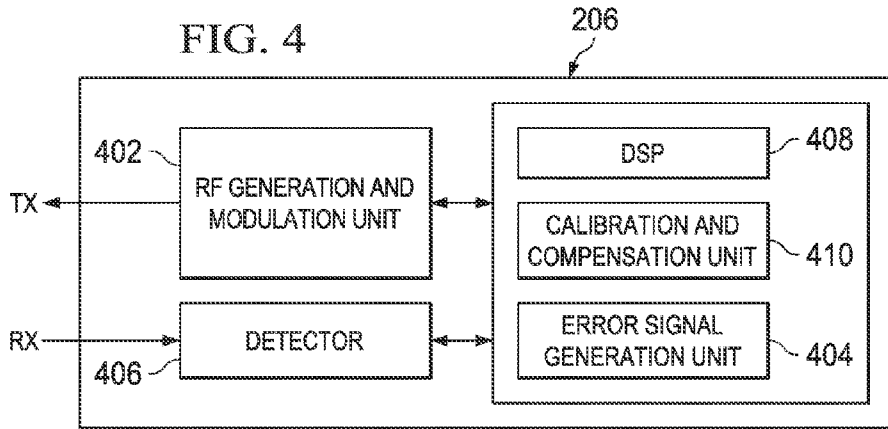 FIG. 4
206
402
RF GENERATION AND
MODULATION UNIT
TX
DSP
408
CALIBRATION AND
COMPENSATION UNIT
410
RX
DETECTOR
406
ERROR SIGNAL
GENERATION UNIT
404